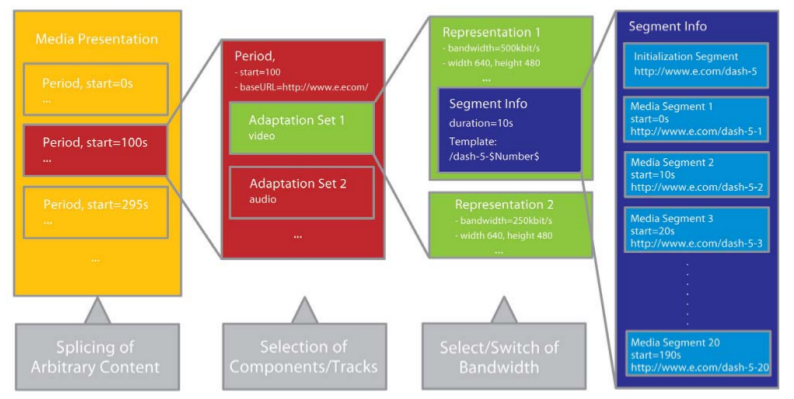 Media Presentation
Period, start=0s
...
Period, start=100s
...
Period, start=295s
...
...
Splicing of
Arbitrary Content
Period,
- start=100
- baseURL=http://www.e.ecom/
Adaptation Set 1
video
Adaptation Set 2
audio
...
Selection of
Components/Tracks
Representation 1
- bandwidth=500kbit/s
- width 640, height 480
...
Segment Info
duration=10s
Template:
/dash-5-$Number$
Representation 2
- bandwidth=250kbit/s
- width 640, height 480
...
Select/Switch of
Bandwidth
Segment Info
Initialization Segment
http://www.e.com/dash-5
Media Segment 1
start=0s
http://www.e.com/dash-5-1
Media Segment 2
start=10s
http://www.e.com/dash-5-2
Media Segment 3
start=20s
http://www.e.com/dash-5-3
Media Segment 20
start=190s
http://www.e.com/dash-5-20